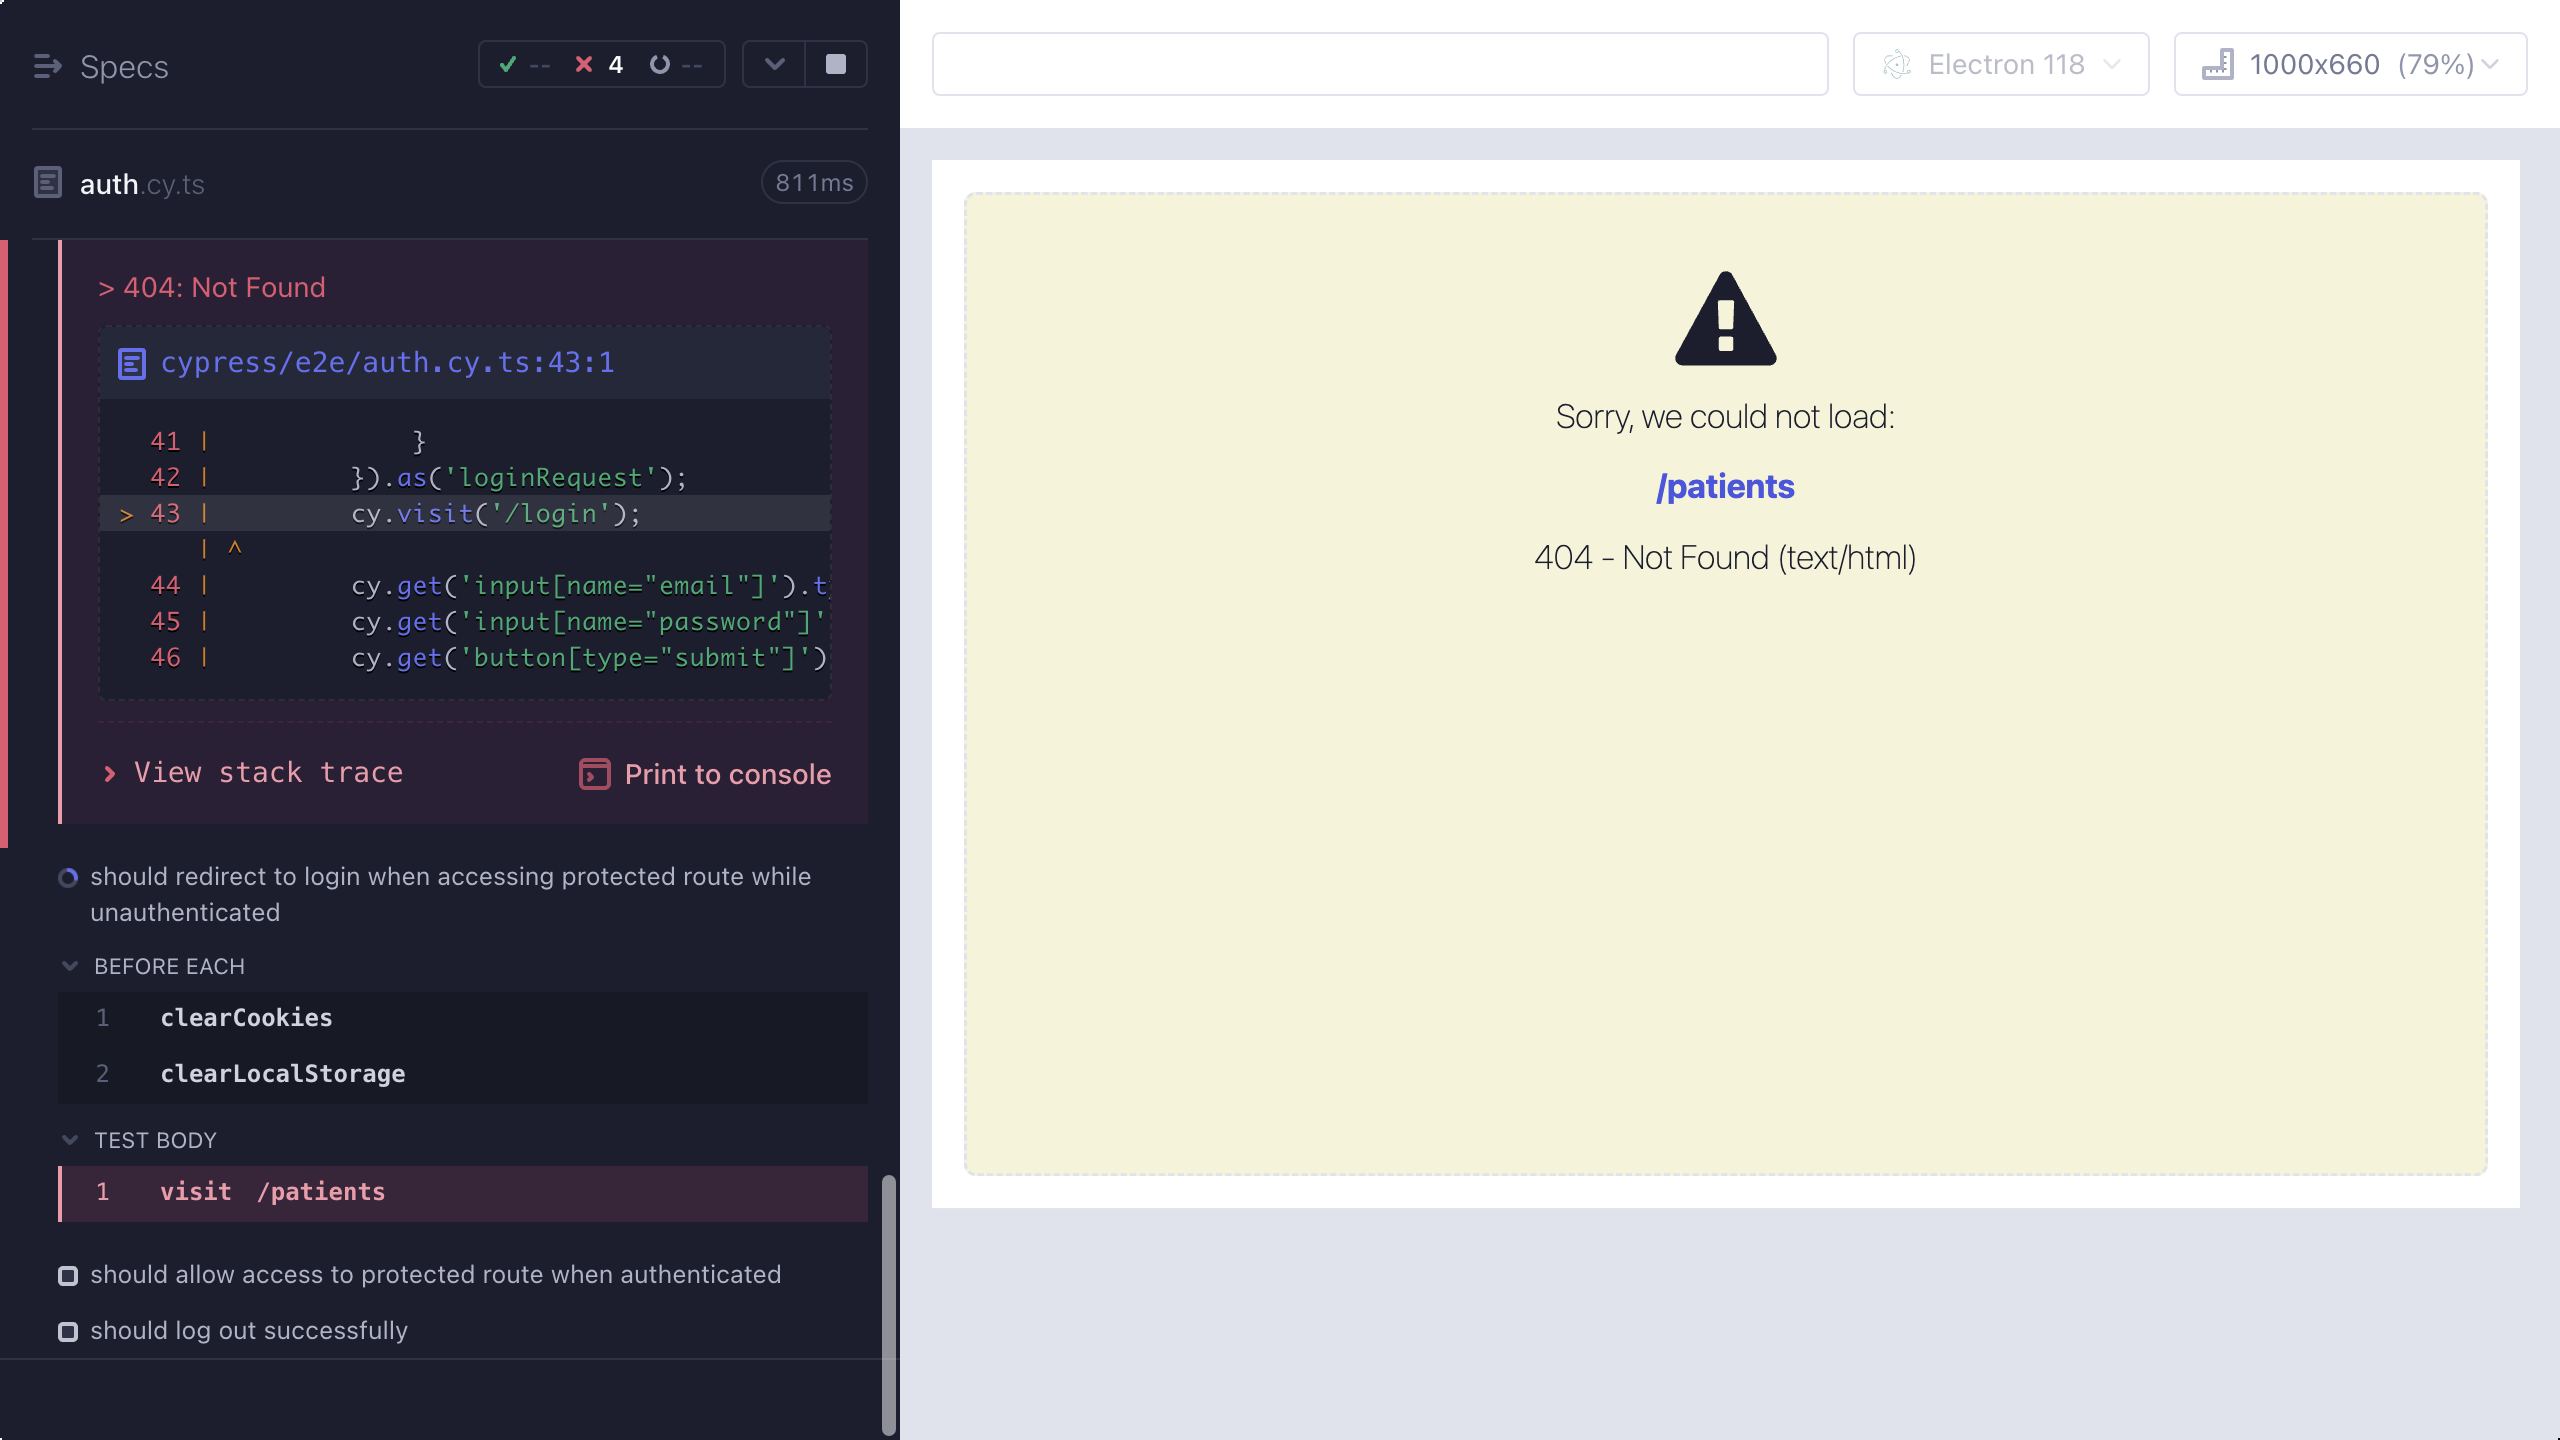 Specs
-- 4 --
auth.cy.ts
811ms
> 404: Not Found
cypress/e2e/auth.cy.ts:43:1
41 | }
42 | }).as('loginRequest');
> 43 | cy.visit('/login');
| ^
44 | cy.get('input[name="email"]').t
45 | cy.get('input[name="password"]'
46 | cy.get('button[type="submit"]')
View stack trace
Print to console
should redirect to login when accessing protected route while
unauthenticated
BEFORE EACH
1 clearCookies
2 clearLocalStorage
TEST BODY
1 visit /patients
should allow access to protected route when authenticated
should log out successfully
Electron 118
1000x660 (79%)
Sorry, we could not load:
/patients
404 - Not Found (text/html)